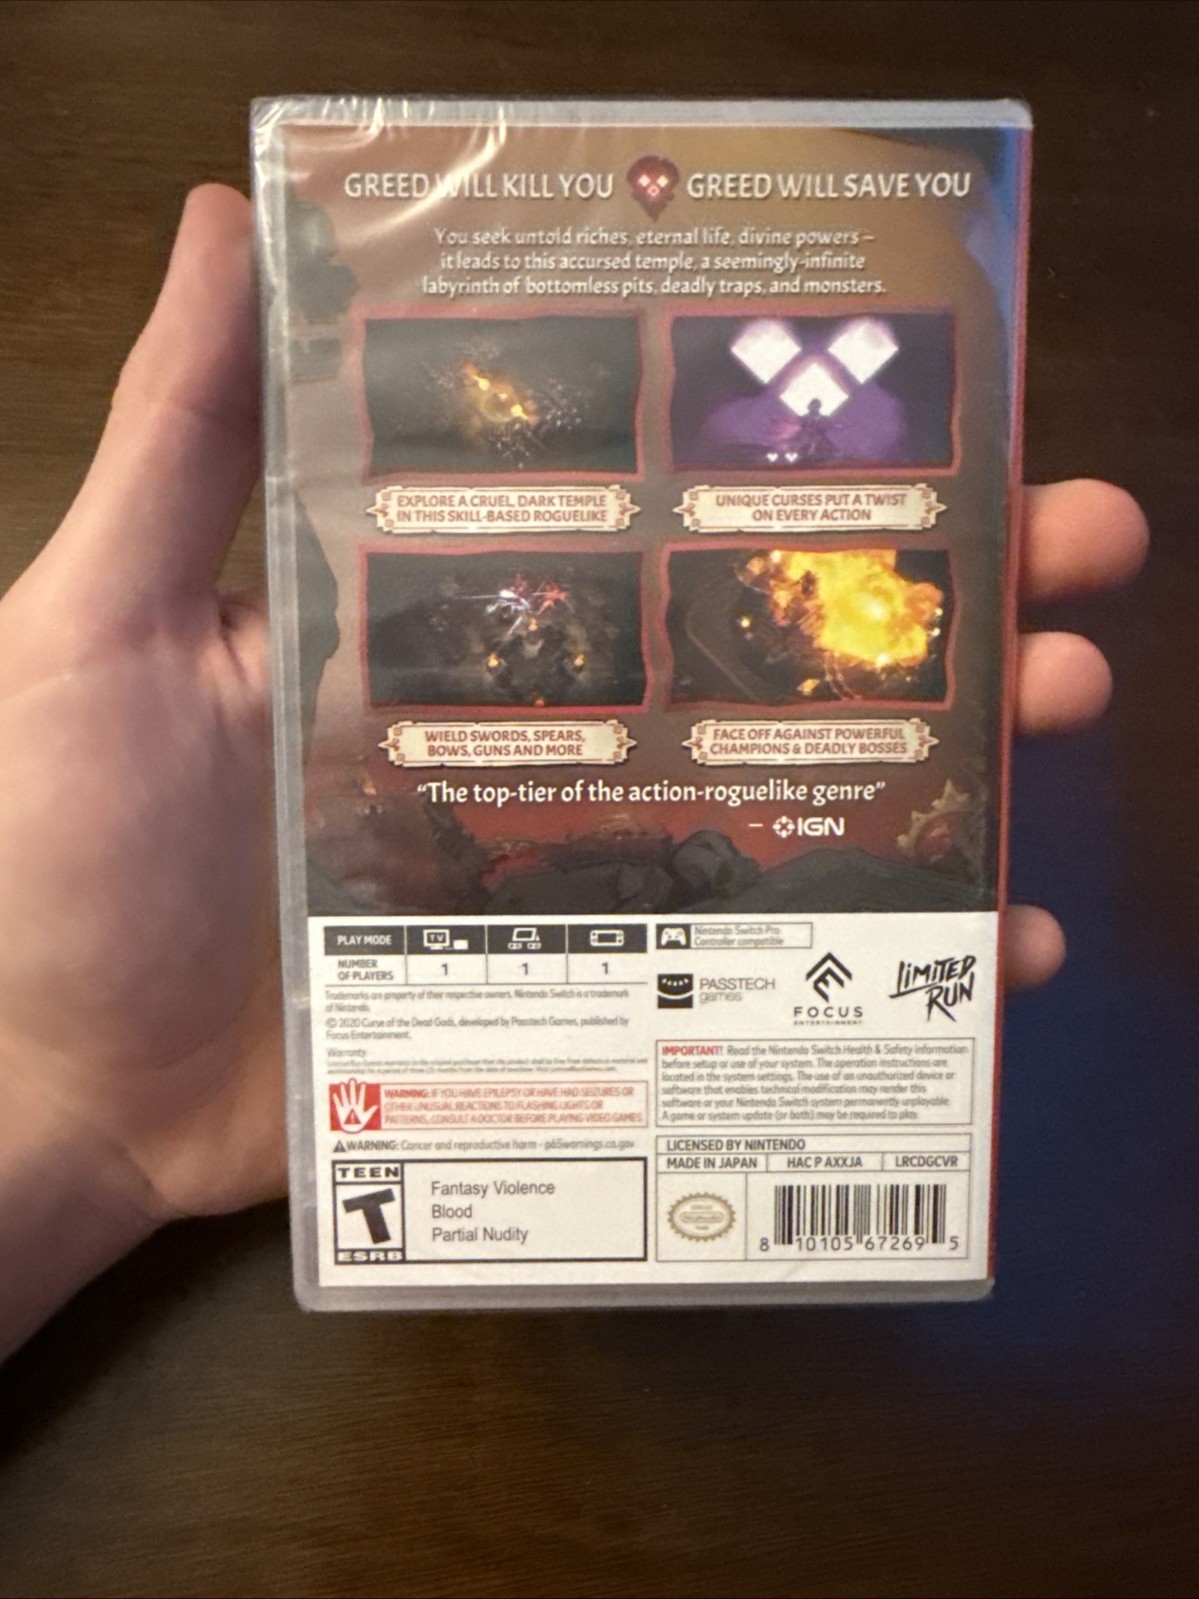 GREED WILL KILL YOU GREED WILL SAVE YOU
You seek untold riches, eternal life, divine powers –
it leads to this accursed temple, a seemingly-infinite
labyrinth of bottomless pits, deadly traps, and monsters.
EXPLORE A CRUEL, DARK TEMPLE
IN THIS SKILL-BASED ROGUELIKE
UNIQUE CURSES PUT A TWIST
ON EVERY ACTION
WIELD SWORDS, SPEARS,
BOWS, GUNS AND MORE
FACE OFF AGAINST POWERFUL
CHAMPIONS & DEADLY BOSSES
“The top-tier of the action-roguelike genre”
– IGN
PLAY MODE
TV
NUMBER
OF PLAYERS
1 1 1
Nintendo Switch Pro
Controller compatible
PASSTECH
games
FOCUS
ENTERTAINMENT
LIMITED
RUN
Trademarks are property of their respective owners. Nintendo Switch is a trademark
of Nintendo.
© 2020 Curse of the Dead Gods, developed by Passtech Games, published by
Focus Entertainment.
Warranty
WARNING: IF YOU HAVE EPILEPSY OR HAVE HAD SEIZURES OR
OTHER UNUSUAL REACTIONS TO FLASHING LIGHTS OR
PATTERNS, CONSULT A DOCTOR BEFORE PLAYING VIDEO GAMES
WARNING: Cancer and reproductive harm - p65warnings.ca.gov
IMPORTANT! Read the Nintendo Switch Health & Safety information
before setup or use of your system. The operation instructions are
located in the system settings. The use of an unauthorized device or
software that enables technical modification may render this
software or your Nintendo Switch system permanently unplayable.
A game or system update (or both) may be required to play.
TEEN
T
ESRB
Fantasy Violence
Blood
Partial Nudity
LICENSED BY NINTENDO
MADE IN JAPAN HAC P AXXJA LRCDGCVR
Nintendo
8 10105 67269 5